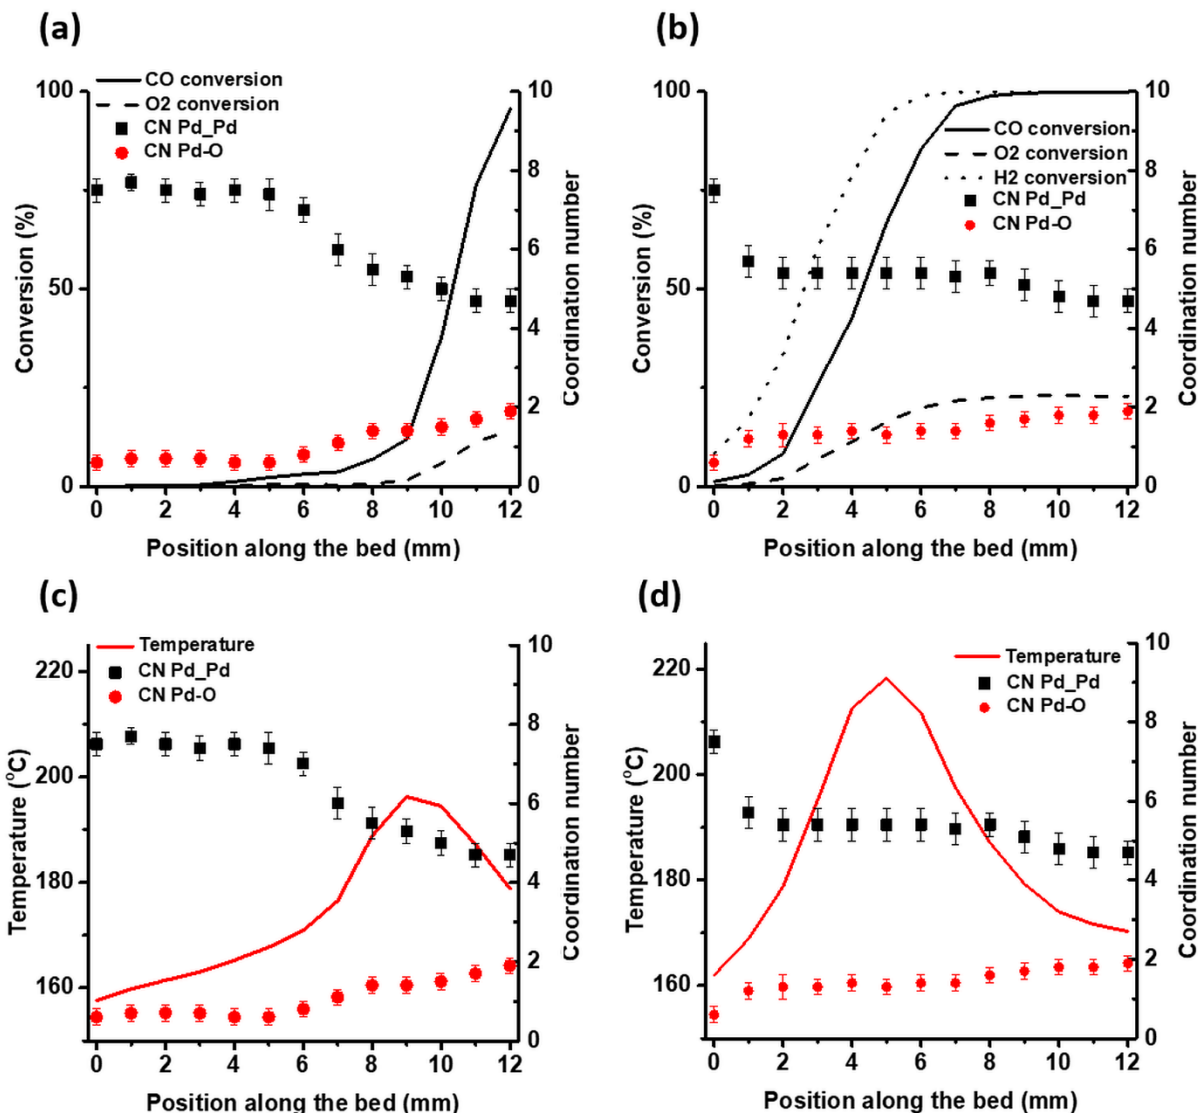 (a)
CO conversion
O2 conversion
CN Pd_Pd
CN Pd-O
100
50
0
Conversion (%)
10
8
6
4
2
0
Coordination number
0 2 4 6 8 10 12
Position along the bed (mm)
(b)
CO conversion
O2 conversion
H2 conversion
CN Pd_Pd
CN Pd-O
100
50
0
Conversion (%)
10
8
6
4
2
0
Coordination number
0 2 4 6 8 10 12
Position along the bed (mm)
(c)
Temperature
CN Pd_Pd
CN Pd-O
220
200
180
160
Temperature (°C)
10
8
6
4
2
0
Coordination number
0 2 4 6 8 10 12
Position along the bed (mm)
(d)
Temperature
CN Pd_Pd
CN Pd-O
220
200
180
160
Temperature (°C)
10
8
6
4
2
0
Coordination number
0 2 4 6 8 10 12
Position along the bed (mm)